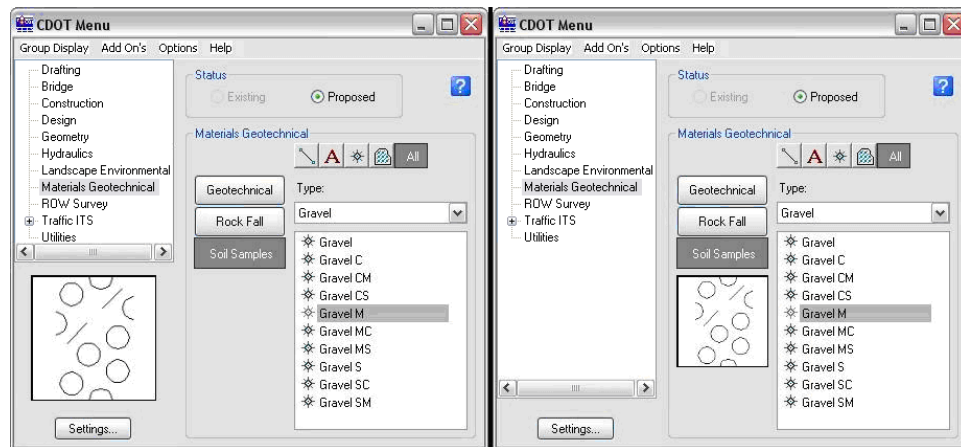 CDOT Menu
Group Display Add On's Options Help
Drafting
Bridge
Construction
Design
Geometry
Hydraulics
Landscape Environmental
Materials Geotechnical
ROW Survey
Traffic ITS
Utilities
Settings...
Status
Existing Proposed
?
Materials Geotechnical
A All
Geotechnical
Rock Fall
Soil Samples
Type:
Gravel
Gravel
Gravel C
Gravel CM
Gravel CS
Gravel M
Gravel MC
Gravel MS
Gravel S
Gravel SC
Gravel SM
CDOT Menu
Group Display Add On's Options Help
Drafting
Bridge
Construction
Design
Geometry
Hydraulics
Landscape Environmental
Materials Geotechnical
ROW Survey
Traffic ITS
Utilities
Settings...
Status
Existing Proposed
?
Materials Geotechnical
A All
Geotechnical
Rock Fall
Soil Samples
Type:
Gravel
Gravel
Gravel C
Gravel CM
Gravel CS
Gravel M
Gravel MC
Gravel MS
Gravel S
Gravel SC
Gravel SM